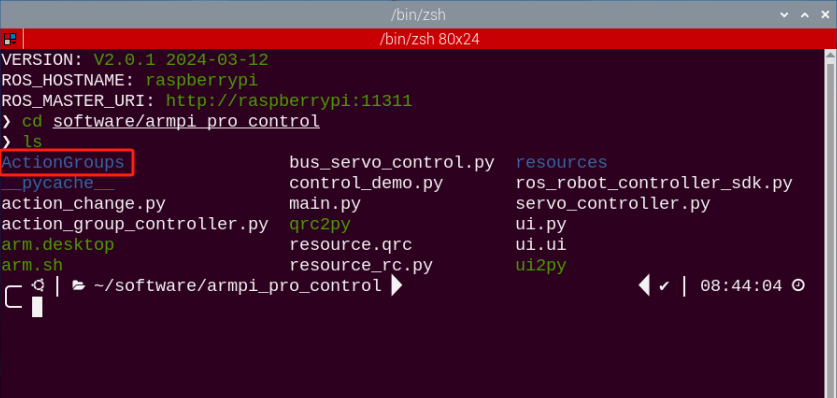 /bin/zsh
/bin/zsh 80x24
VERSION: V2.0.1 2024-03-12
ROS_HOSTNAME: raspberrypi
ROS_MASTER_URI: http://raspberrypi:11311
❯ cd software/armpi_pro_control
❯ ls
ActionGroups bus_servo_control.py resources
__pycache__ control_demo.py ros_robot_controller_sdk.py
action_change.py main.py servo_controller.py
action_group_controller.py qrc2py ui.py
arm.desktop resource.qrc ui.ui
arm.sh resource_rc.py ui2py
~/software/armpi_pro_control ✔ 08:44:04